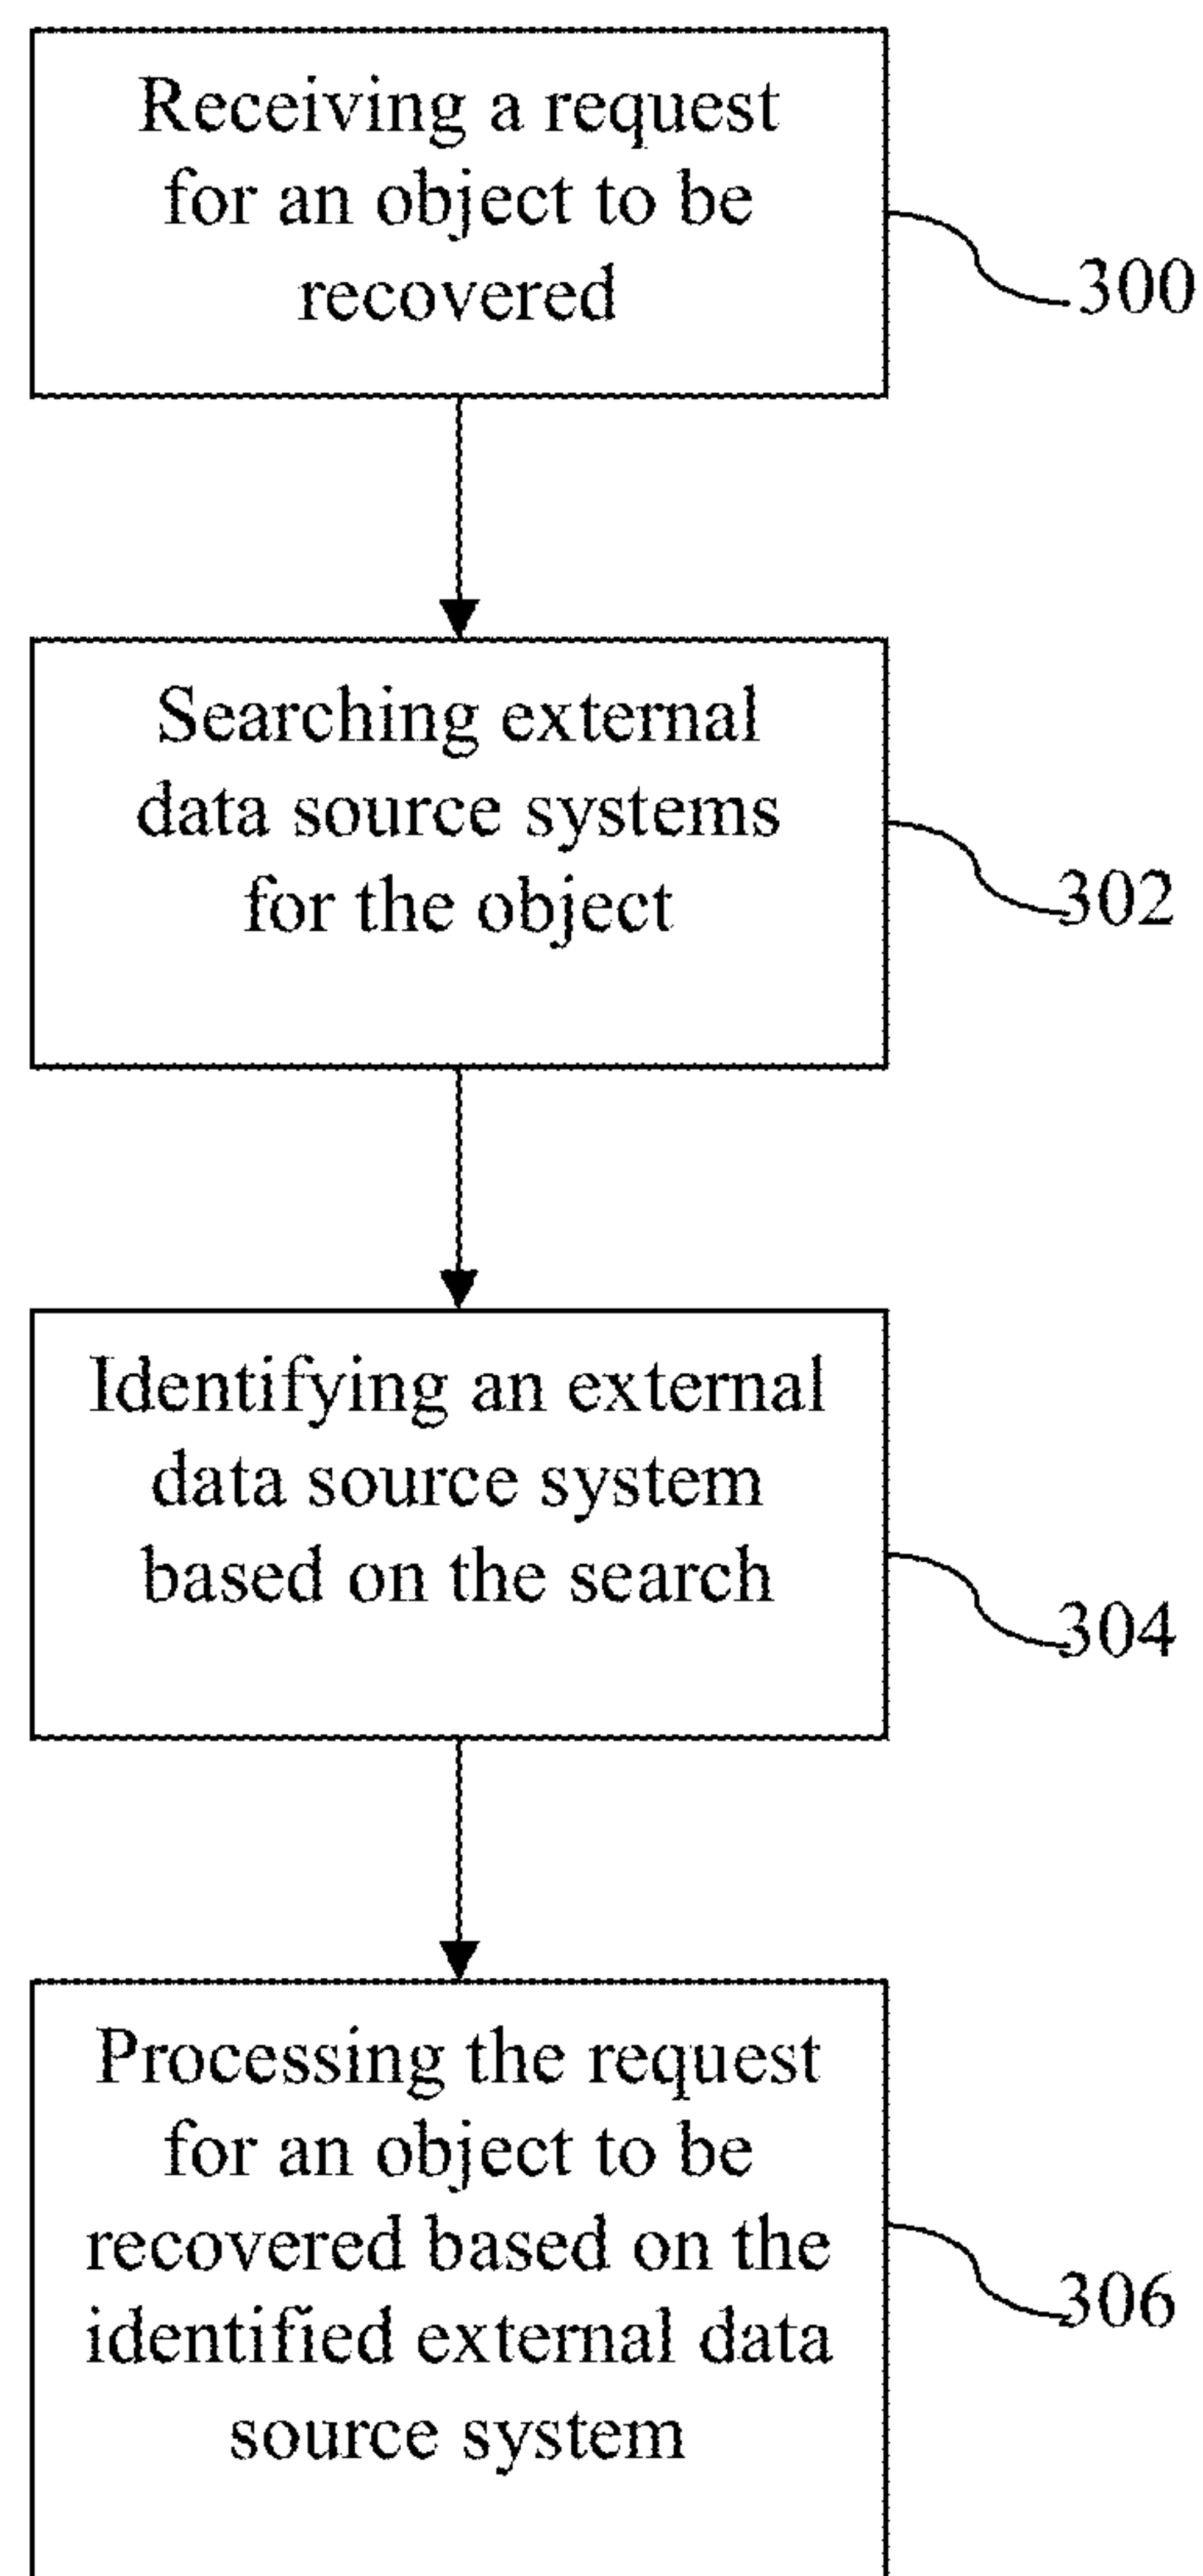 Receiving a request
for an object to be
recovered
300
Searching external
data source systems
for the object
302
Identifying an external
data source system
based on the search
304
Processing the request
for an object to be
recovered based on the
identified external data
source system
306